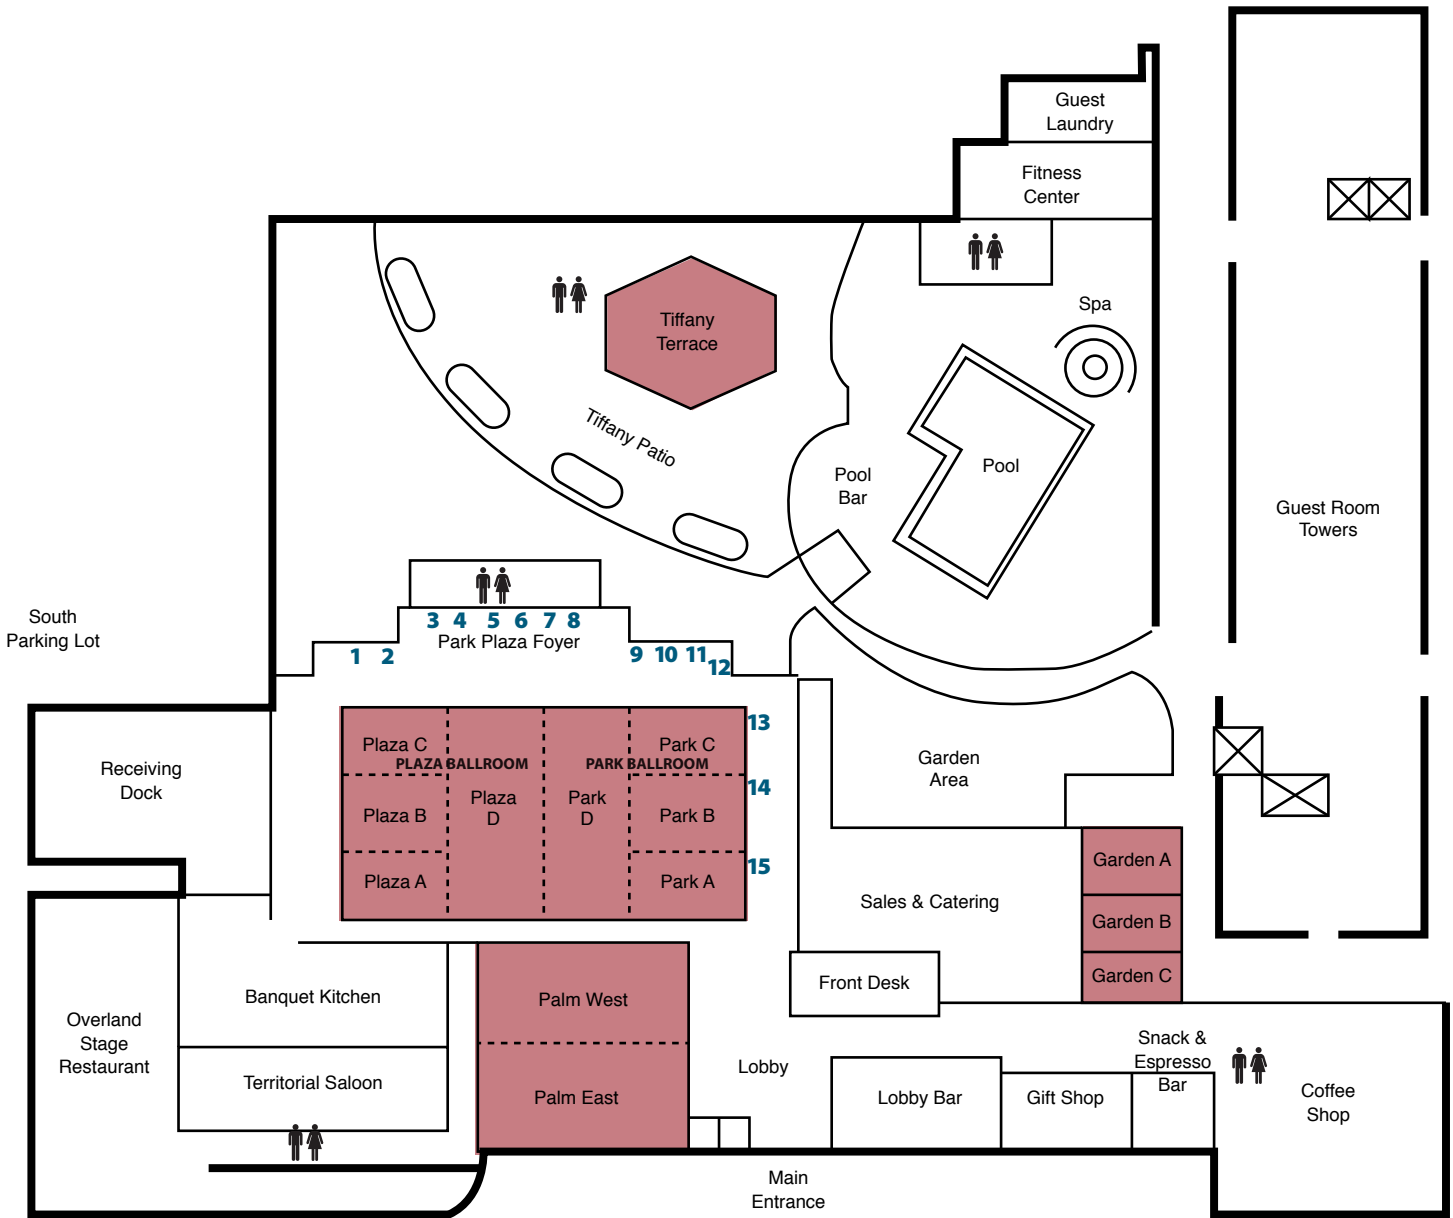 Guest
Laundry
Fitness
Center
Spa
Tiffany
Terrace
Tiffany Patio
Pool
Bar
Pool
Guest Room
Towers
South
Parking Lot
3 4 5 6 7 8
Park Plaza Foyer
1 2
9 10 11 12
13
Plaza C
Park C
PLAZA BALLROOM
PARK BALLROOM
14
Plaza
D
Park
D
Plaza B
Park B
15
Plaza A
Park A
Receiving
Dock
Garden
Area
Garden A
Sales & Catering
Garden B
Garden C
Front Desk
Banquet Kitchen
Palm West
Overland
Stage
Restaurant
Territorial Saloon
Palm East
Lobby
Lobby Bar
Gift Shop
Snack &
Espresso
Bar
Coffee
Shop
Main
Entrance